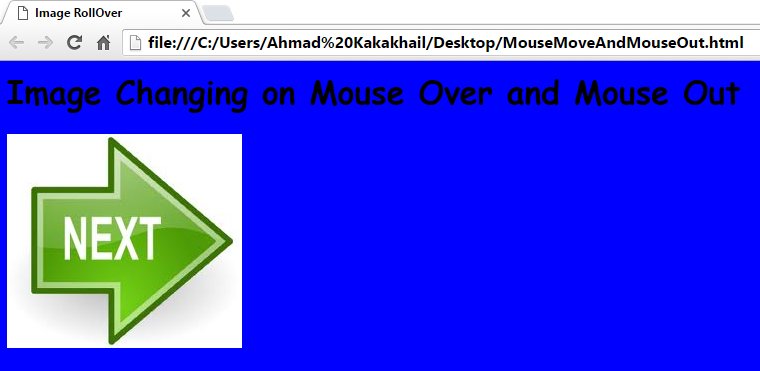 Image RollOver
file:///C:/Users/Ahmad%20Kakakhail/Desktop/MouseMoveAndMouseOut.html
Image Changing on Mouse Over and Mouse Out
NEXT